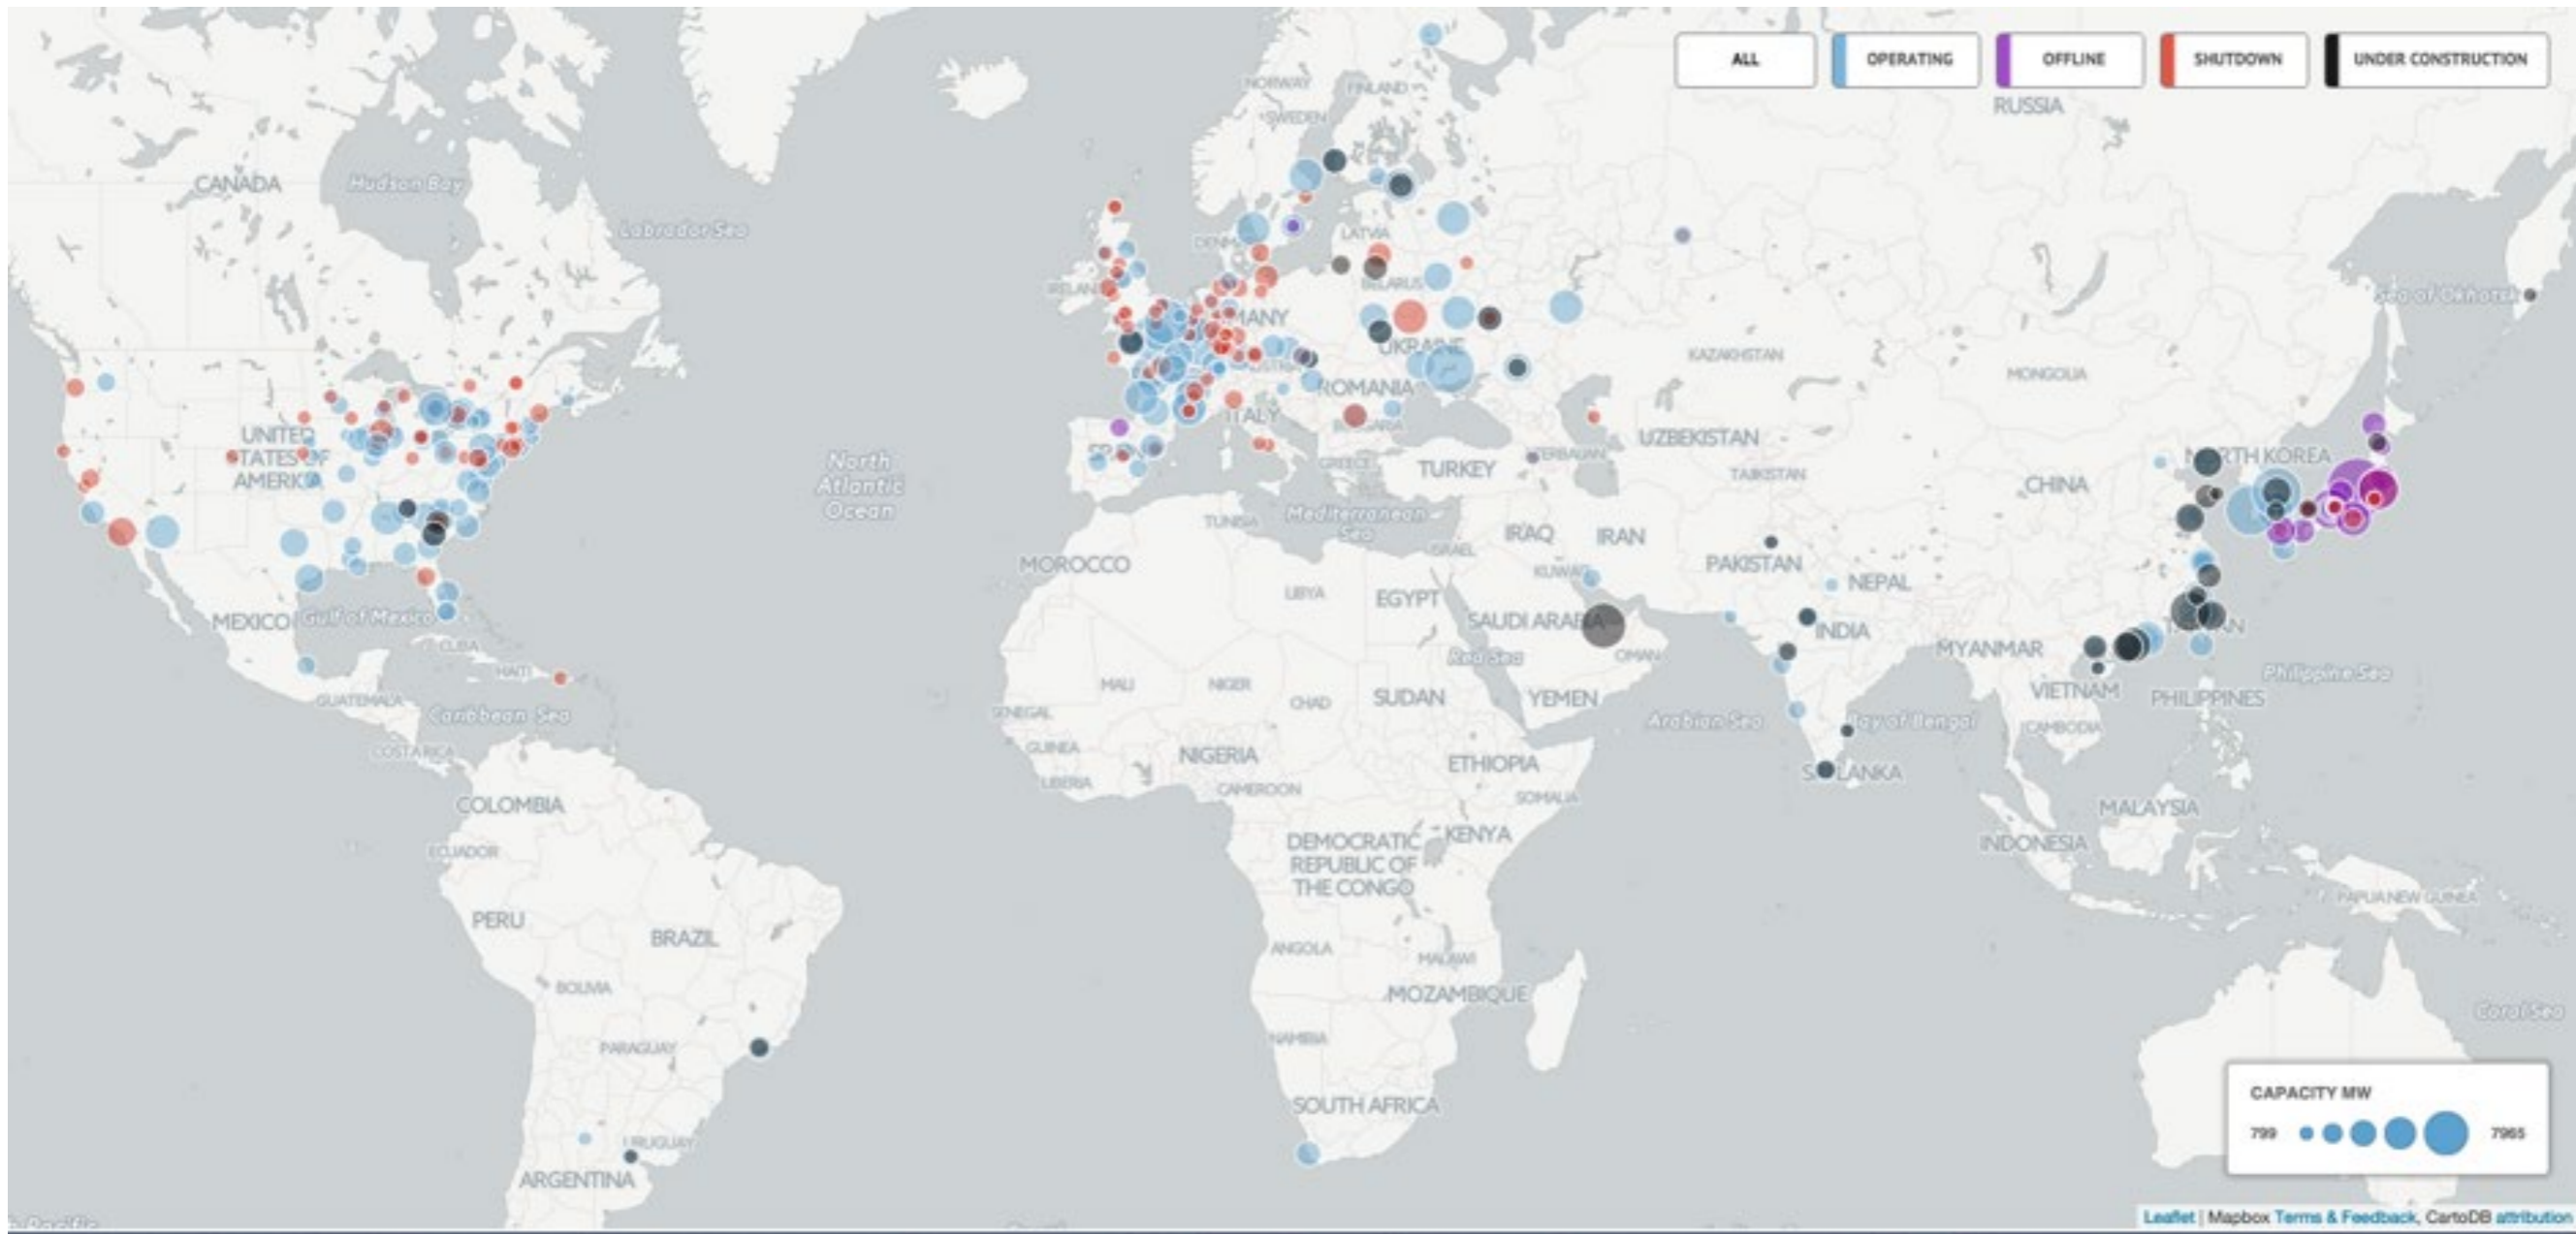 ALL
OPERATING
OFFLINE
SHUTDOWN
UNDER CONSTRUCTION
NORWAY
FINLAND
SWEDEN
RUSSIA
CANADA
Hudson Bay
Labrador Sea
LATVIA
IRELAND
BELARUS
Sea of Okhotsk
UKRAINE
KAZAKHSTAN
MONGOLIA
ROMANIA
ITALY
UNITED
STATES OF
AMERICA
UZBEKISTAN
NORTH KOREA
North
Atlantic
Ocean
GREECE
TURKEY
TAJIKISTAN
CHINA
TUNISIA
Mediterranean
Sea
IRAQ
IRAN
ISRAEL
MOROCCO
PAKISTAN
KUWAIT
NEPAL
LIBYA
EGYPT
MEXICO
Gulf of Mexico
SAUDI ARABIA
INDIA
CUBA
Red Sea
OMAN
MYANMAR
HAITI
Philippine Sea
MALI
NIGER
CHAD
SUDAN
YEMEN
VIETNAM
PHILIPPINES
GUATEMALA
Caribbean Sea
SENEGAL
Arabian Sea
Bay of Bengal
CAMBODIA
COSTA RICA
GUINEA
NIGERIA
ETHIOPIA
LIBERIA
CAMEROON
SOMALIA
SRI LANKA
COLOMBIA
MALAYSIA
DEMOCRATIC
REPUBLIC OF
THE CONGO
KENYA
INDONESIA
ECUADOR
PAPUA NEW GUINEA
PERU
BRAZIL
ANGOLA
MALAWI
BOLIVIA
MOZAMBIQUE
Coral Sea
PARAGUAY
NAMIBIA
CAPACITY MW
799
7965
SOUTH AFRICA
URUGUAY
ARGENTINA
Leaflet | Mapbox Terms & Feedback, CartoDB attribution